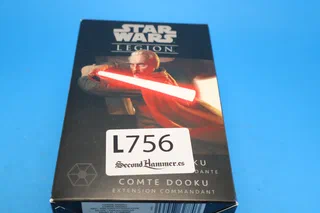 STAR
WARS
LEGION
L756
SecondHammer.es
COMTE DOOKU
EXTENSION COMMANDANT